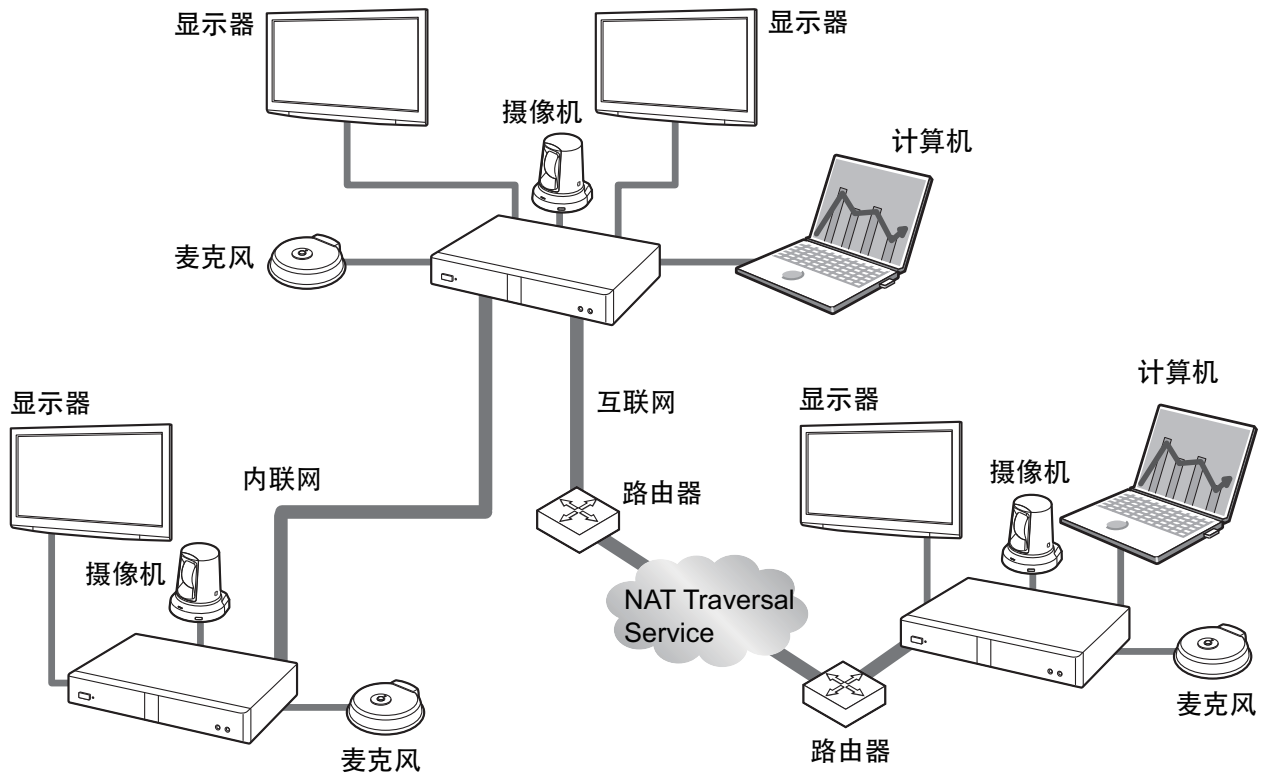 显示器
显示器
摄像机
计算机
麦克风
互联网
计算机
显示器
显示器
内联网
路由器
摄像机
摄像机
NAT Traversal
Service
麦克风
路由器
麦克风